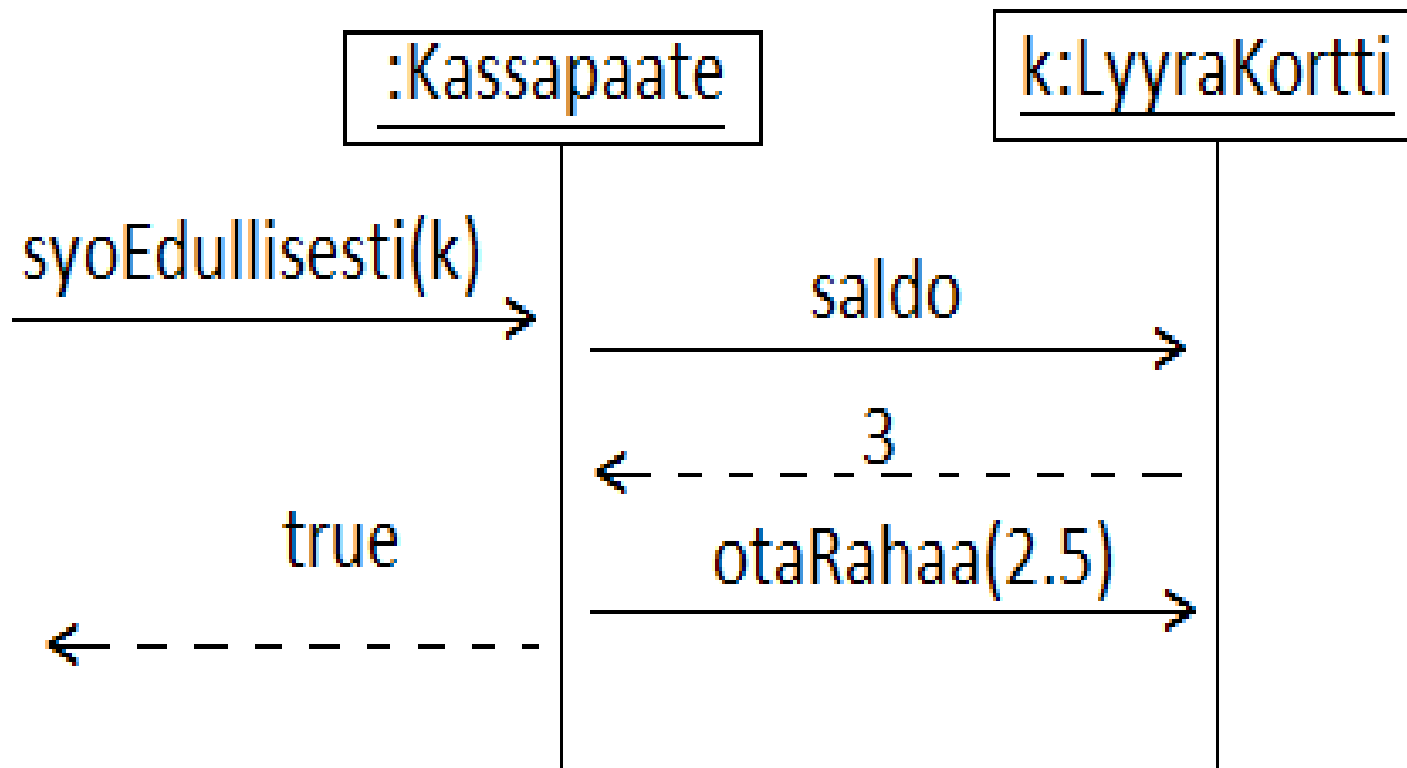 :Kassapaate
k:LyyraKortti
syoEdullisesti(k)
saldo
3
true
otaRahaa(2.5)